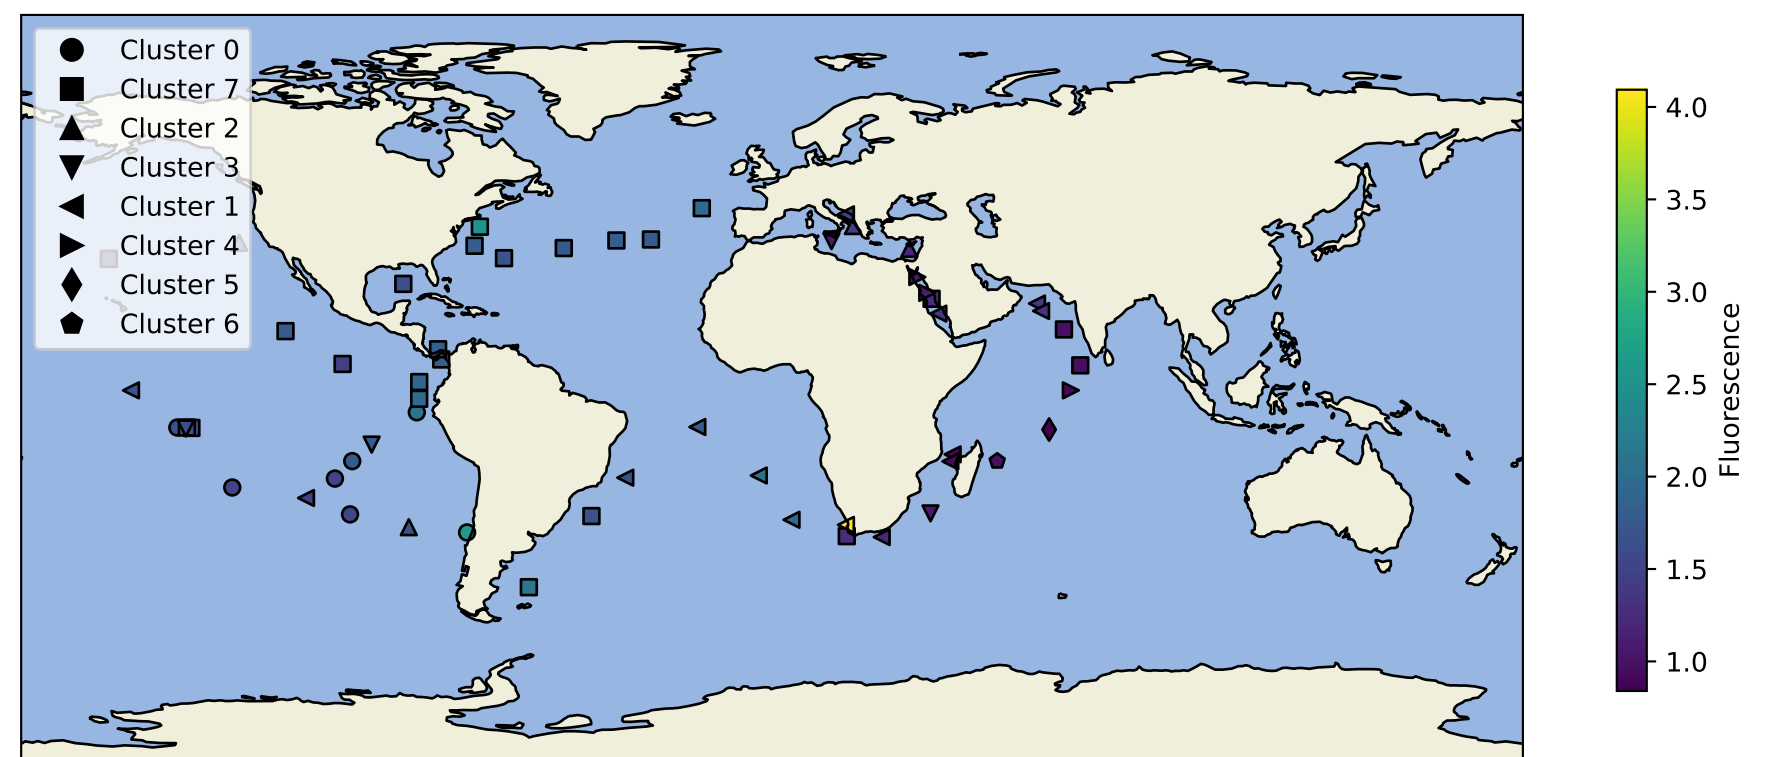 Cluster 0
Cluster 7
Cluster 2
Cluster 3
Cluster 1
Cluster 4
Cluster 5
Cluster 6
4.0
3.5
3.0
2.5
2.0
1.5
1.0
Fluorescence